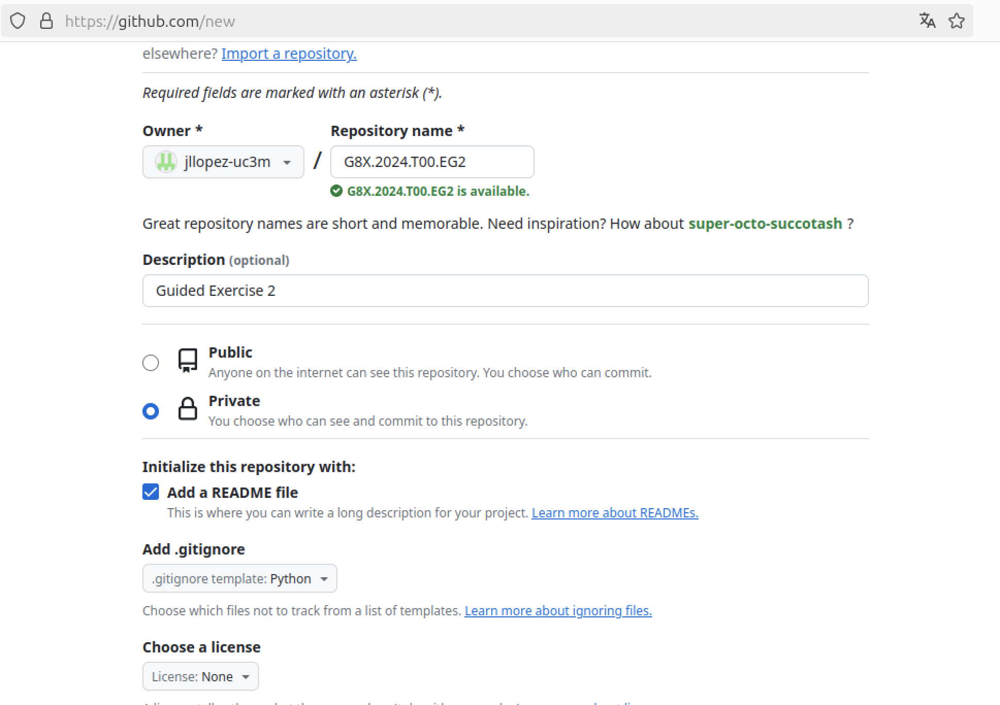 https://github.com/new
elsewhere? Import a repository.
Required fields are marked with an asterisk (*).
Owner * Repository name *
jllopez-uc3m / G8X.2024.T00.EG2
G8X.2024.T00.EG2 is available.
Great repository names are short and memorable. Need inspiration? How about super-octo-succotash ?
Description (optional)
Guided Exercise 2
Public
Anyone on the internet can see this repository. You choose who can commit.
Private
You choose who can see and commit to this repository.
Initialize this repository with:
Add a README file
This is where you can write a long description for your project. Learn more about READMEs.
Add .gitignore
.gitignore template: Python
Choose which files not to track from a list of templates. Learn more about ignoring files.
Choose a license
License: None